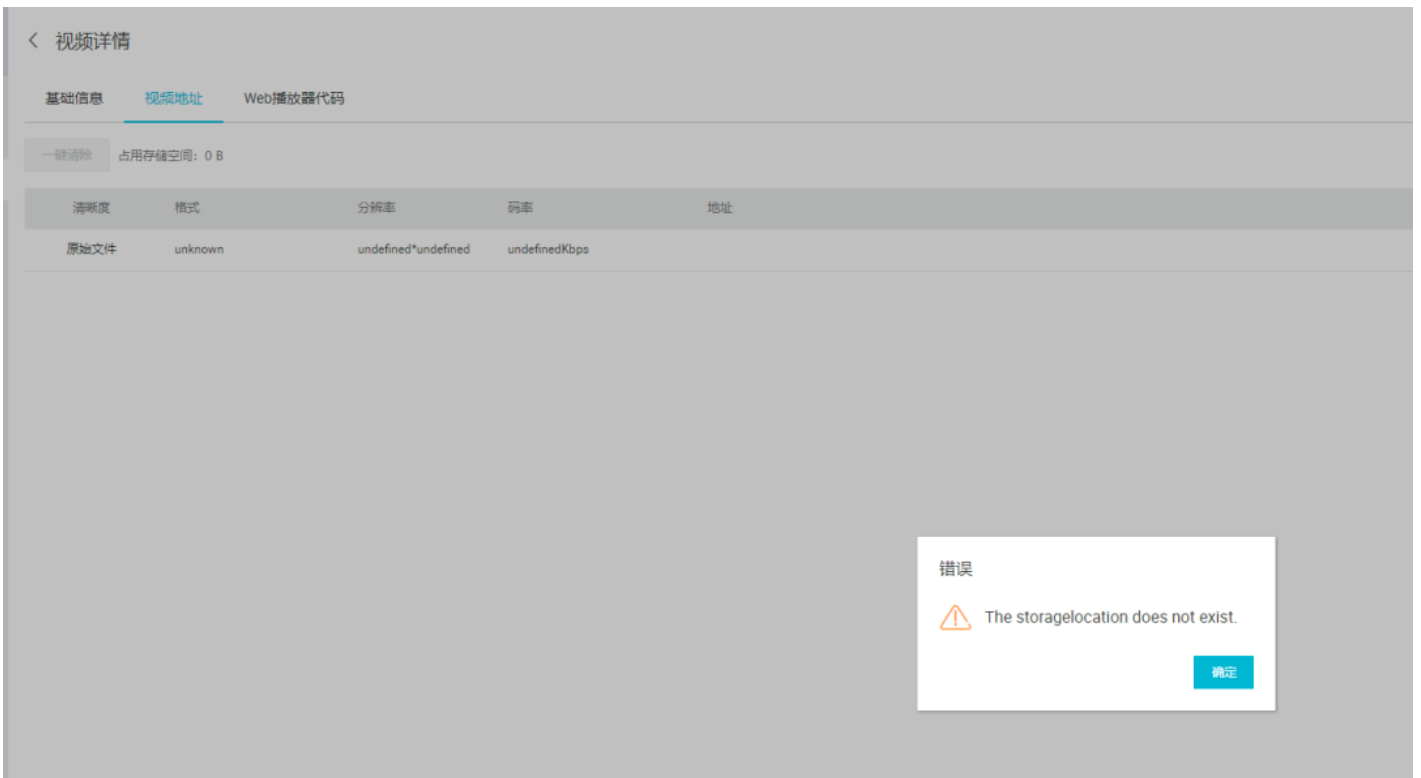 视频详情
基础信息 视频地址 Web播放器代码
一键清除 占用存储空间: 0 B
清晰度 格式 分辨率 码率 地址
原始文件 unknown undefined*undefined undefinedKbps
错误
The storagelocation does not exist.
确定